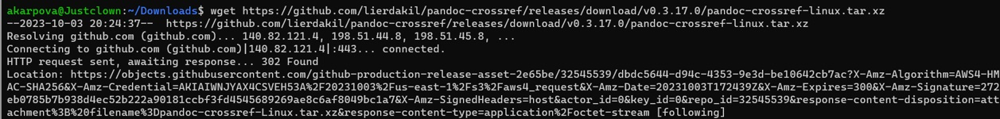 akarpova@Justclown:~/Downloads$ wget https://github.com/lierdakil/pandoc-crossref/releases/download/v0.3.17.0/pandoc-crossref-linux.tar.xz
--2023-10-03 20:24:37--  https://github.com/lierdakil/pandoc-crossref/releases/download/v0.3.17.0/pandoc-crossref-linux.tar.xz
Resolving github.com (github.com)... 140.82.121.4, 198.51.44.8, 198.51.45.8, ...
Connecting to github.com (github.com)|140.82.121.4|:443... connected.
HTTP request sent, awaiting response... 302 Found
Location: https://objects.githubusercontent.com/github-production-release-asset-2e65be/32545539/dbdc5644-d94c-4353-9e3d-be10642cb7ac?X-Amz-Algorithm=AWS4-HM
AC-SHA256&X-Amz-Credential=AKIAIWNJYAX4CSVEH53A%2F20231003%2Fus-east-1%2Fs3%2Faws4_request&X-Amz-Date=20231003T172439Z&X-Amz-Expires=300&X-Amz-Signature=272
eb0785b7b938d4ec52b222a90181ccbf3fd4545689269ae8c6af8049bc1a7&X-Amz-SignedHeaders=host&actor_id=0&key_id=0&repo_id=32545539&response-content-disposition=att
achment%3B%20filename%3Dpandoc-crossref-Linux.tar.xz&response-content-type=application%2Foctet-stream [following]